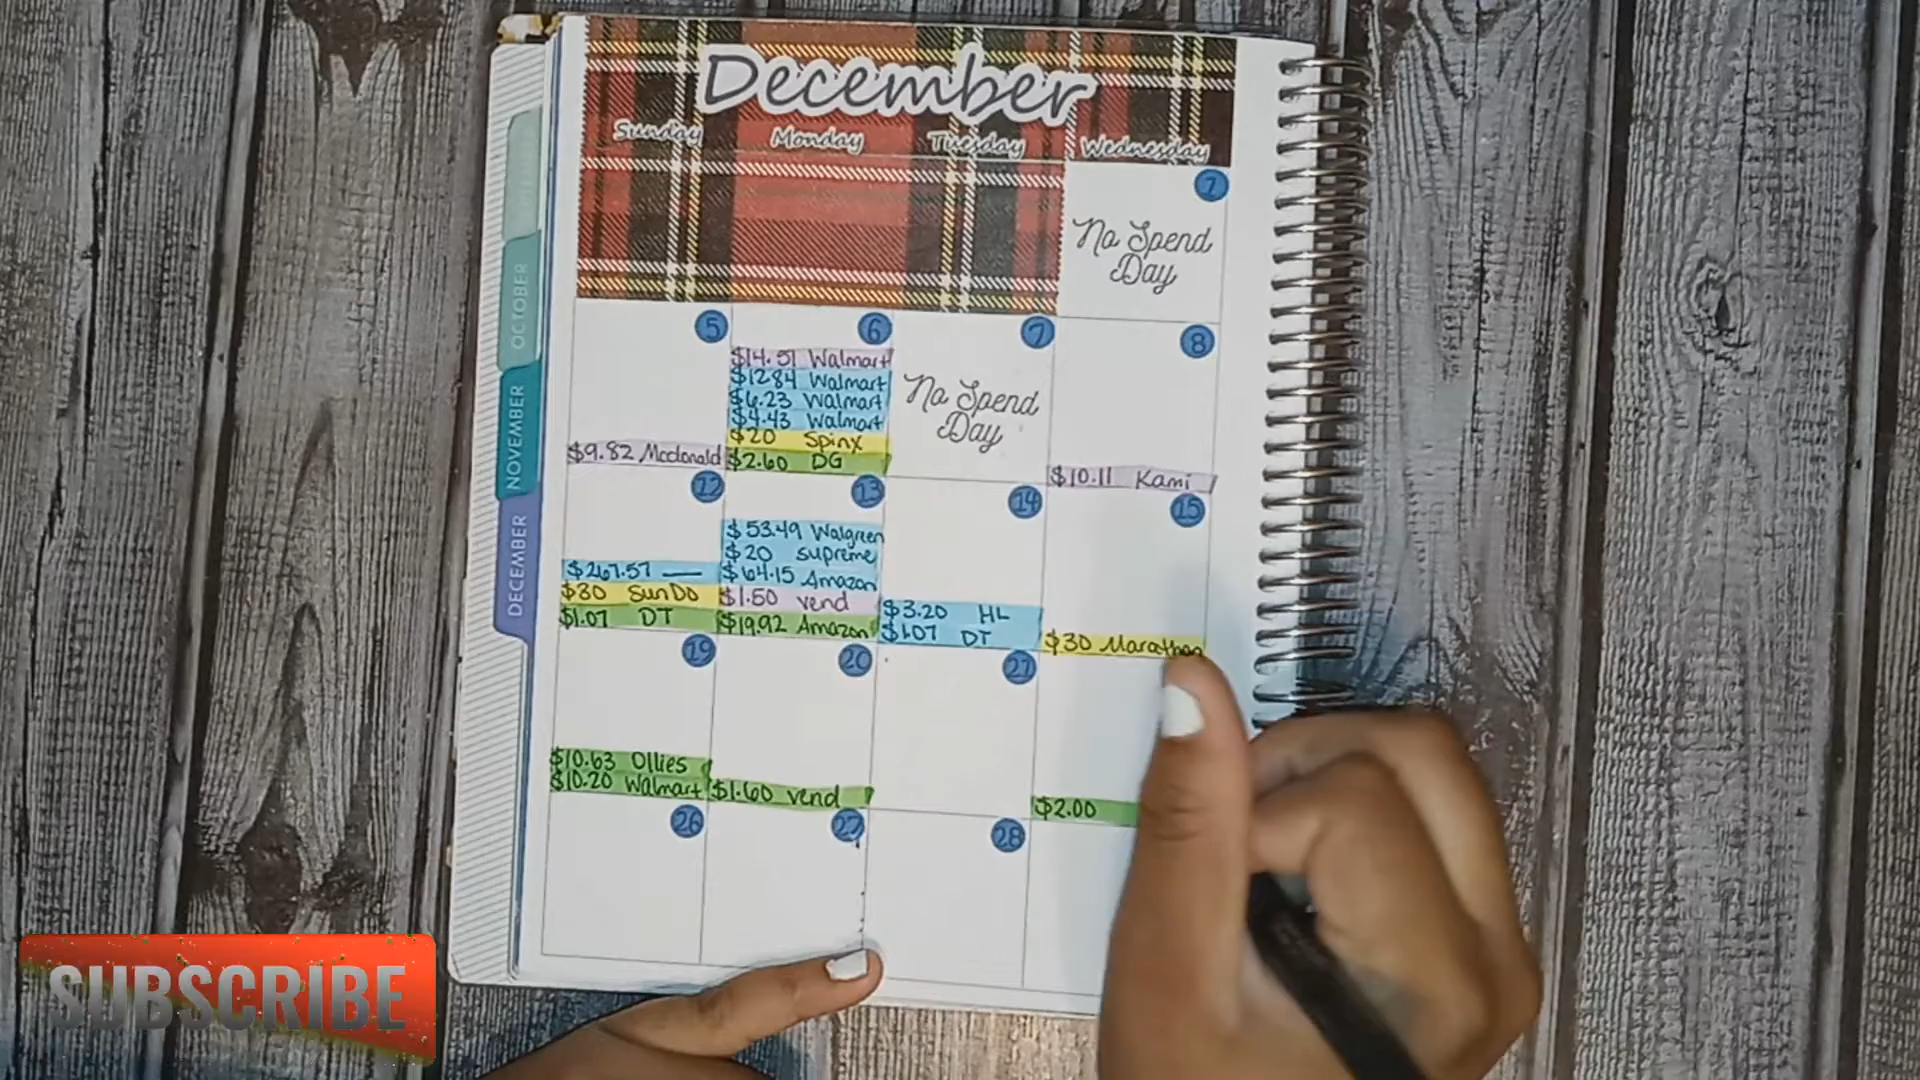 December
Sunday Monday Tuesday Wednesday
1
No Spend
Day
5
$9.82 Mcdonald
6
$14.51 Walmart
$12.84 Walmart
$6.23 Walmart
$4.43 Walmart
$20 Spinx
$2.60 DG
7
No Spend
Day
8
$10.11 Kami
12
$267.57 —
$30 SunDo
$1.07 DT
13
$53.49 Walgreen
$20 supreme
$64.15 Amazon
$1.50 vend
$19.92 Amazon
14
$3.20 HL
$1.07 DT
15
$30 Marathon
19
$10.63 Ollies
$10.20 Walmart
20
$1.60 vend
21
$2.00
26
27
28
OCTOBER
NOVEMBER
DECEMBER
SUBSCRIBE